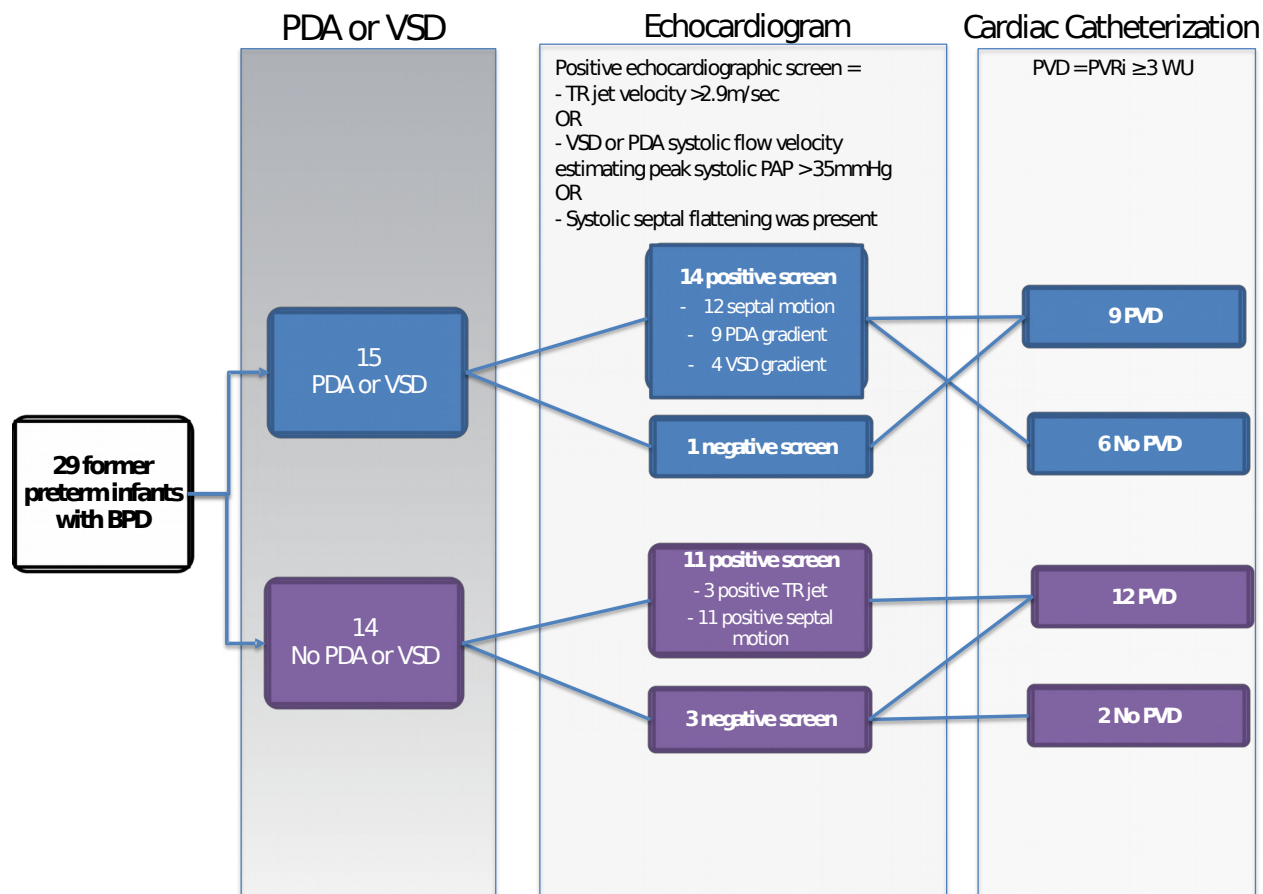 PDA or VSD
Echocardiogram
Cardiac Catheterization
Positive echocardiographic screen =
- TR jet velocity >2.9m/sec
OR
- VSD or PDA systolic flow velocity
estimating peak systolic PAP > 35mmHg
OR
- Systolic septal flattening was present
PVD = PVRi ≥ 3 WU
29 former
preterm infants
with BPD
15
PDA or VSD
14 positive screen
- 12 septal motion
- 9 PDA gradient
- 4 VSD gradient
1 negative screen
9 PVD
6 No PVD
14
No PDA or VSD
11 positive screen
- 3 positive TR jet
- 11 positive septal
motion
3 negative screen
12 PVD
2 No PVD